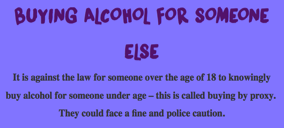 BUYING ALCOHOL FOR SOMEONE
ELSE
It is against the law for someone over the age of 18 to knowingly
buy alcohol for someone under age – this is called buying by proxy.
They could face a fine and police caution.